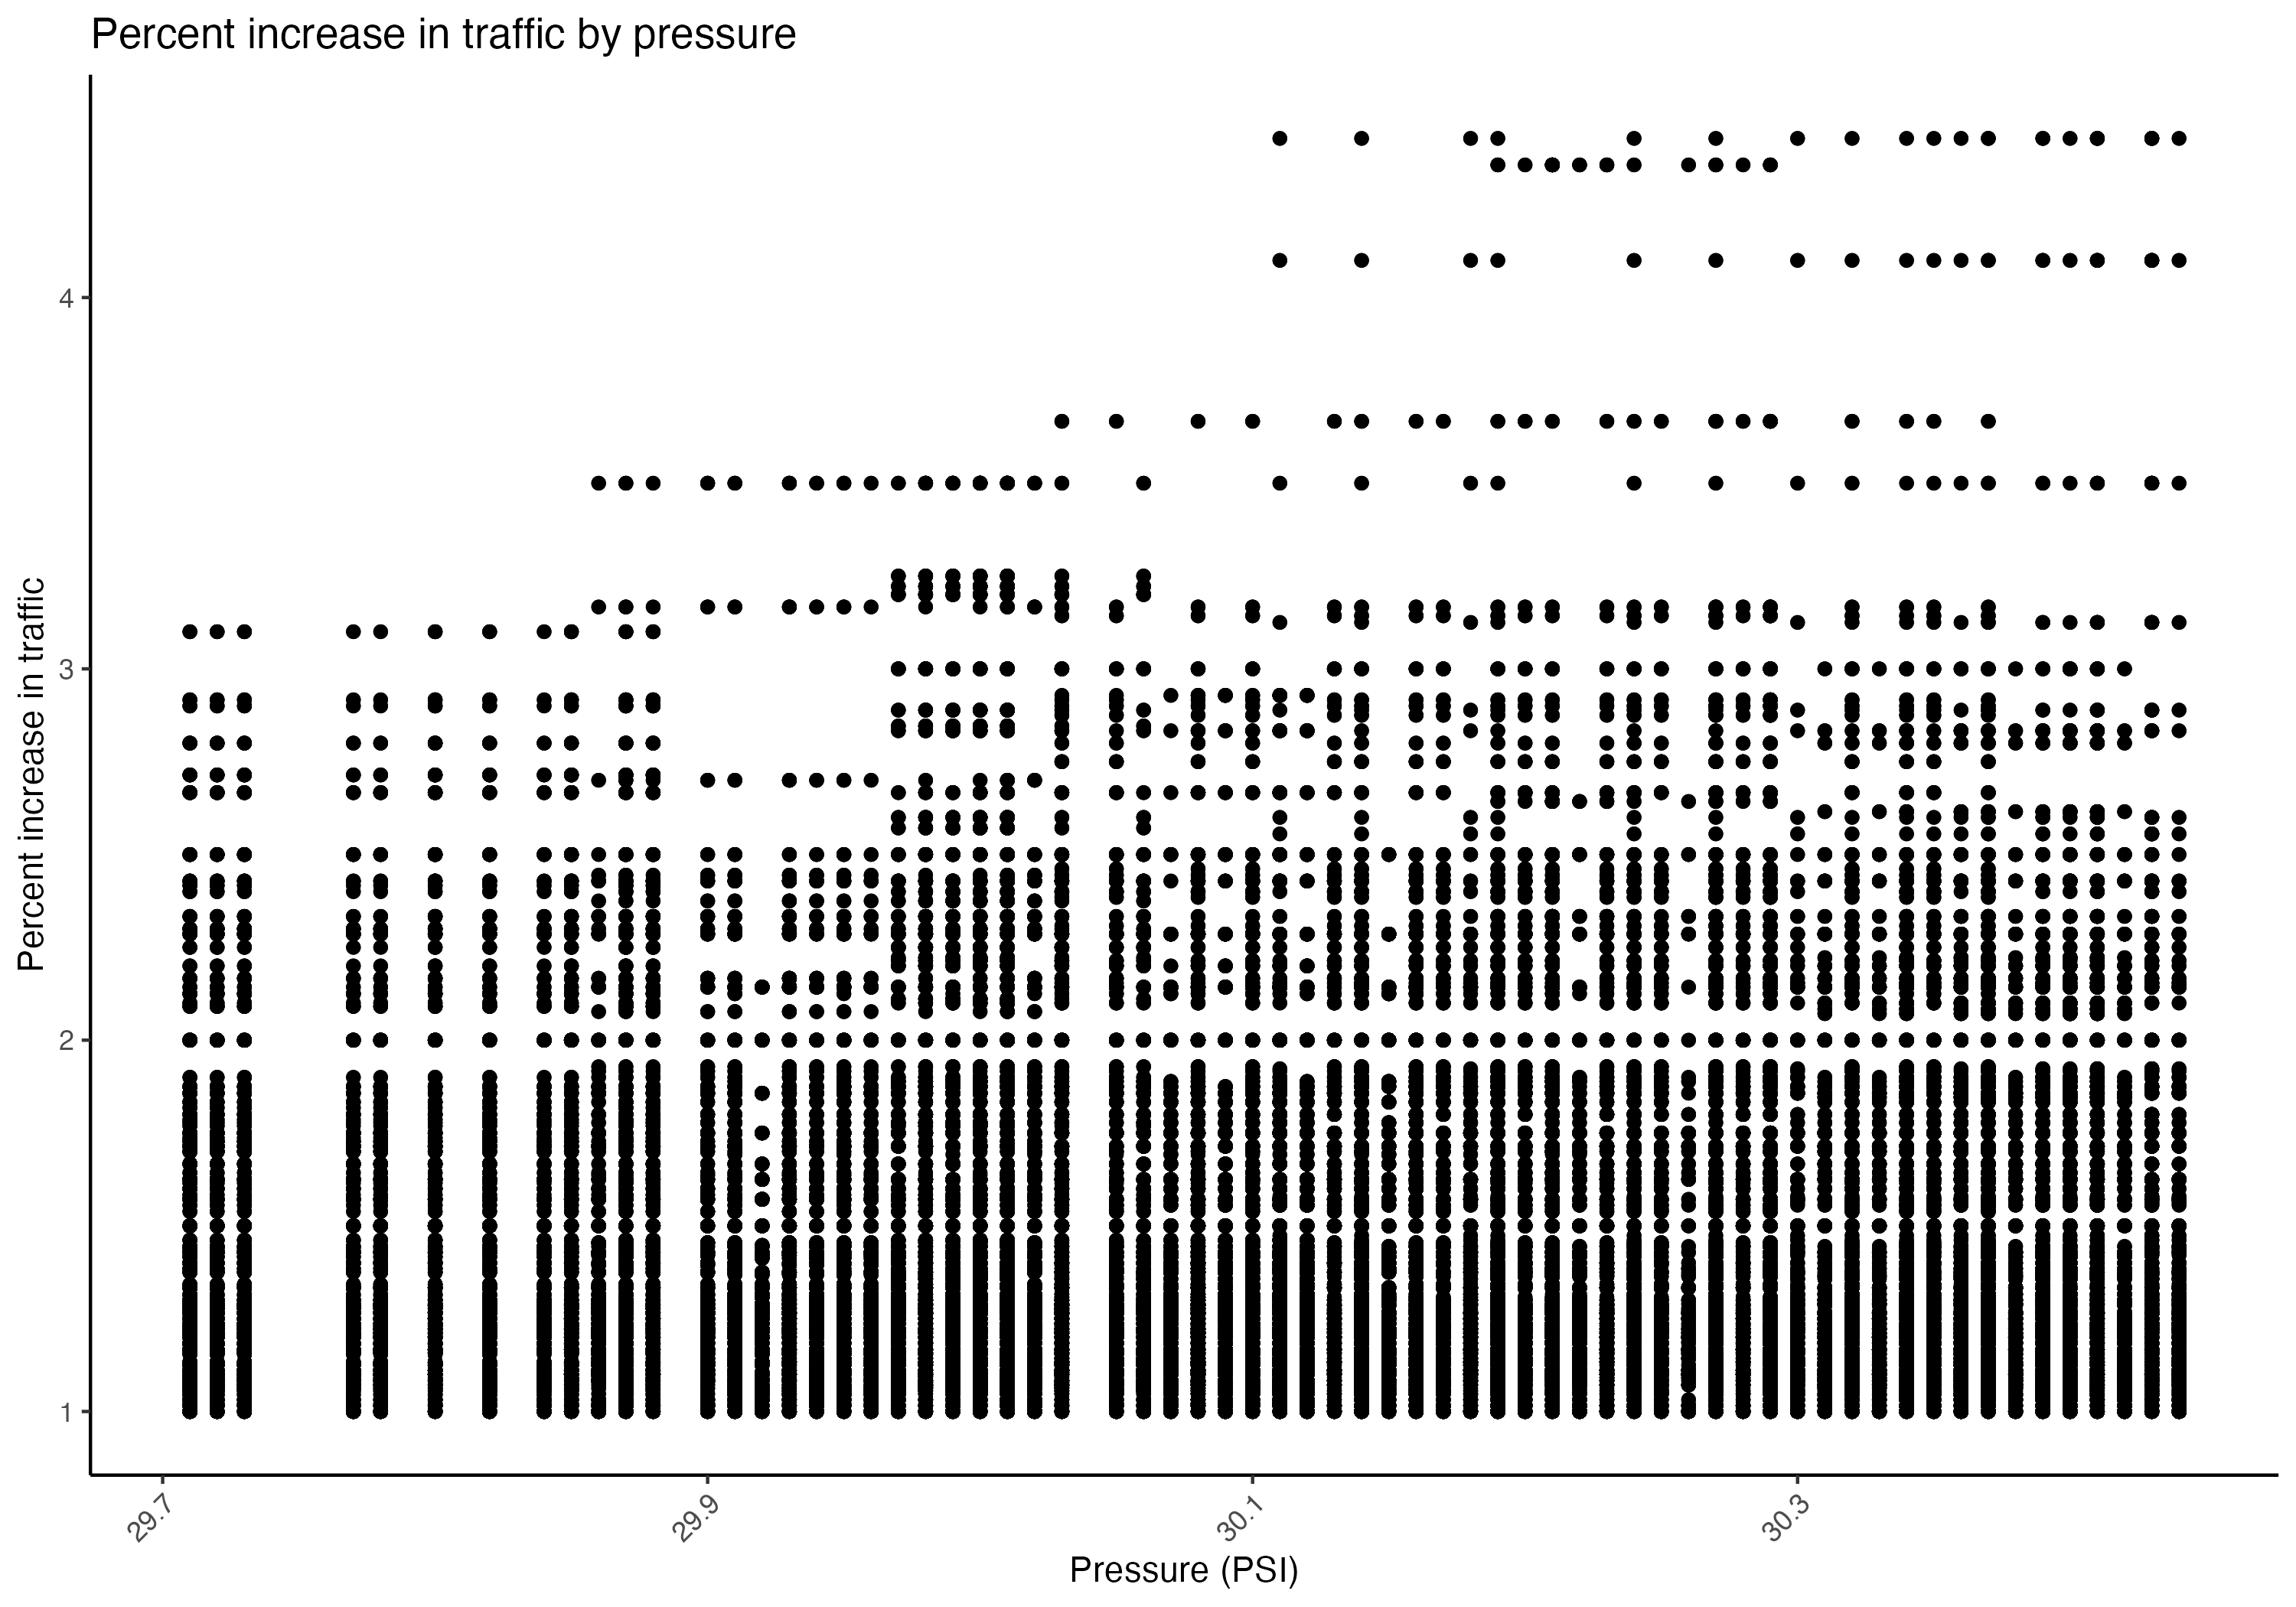 Percent increase in traffic by pressure
Percent increase in traffic
4
3
2
1
29.7
29.9
30.1
30.3
Pressure (PSI)